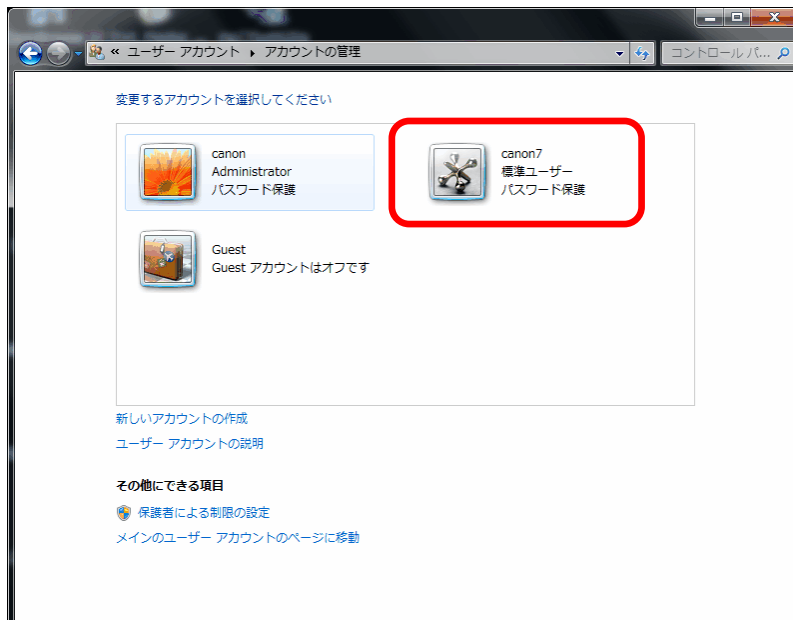 « ユーザー アカウント ▸ アカウントの管理
コントロール パ...
変更するアカウントを選択してください
canon
Administrator
パスワード保護
canon7
標準ユーザー
パスワード保護
Guest
Guest アカウントはオフです
新しいアカウントの作成
ユーザー アカウントの説明
その他にできる項目
保護者による制限の設定
メインのユーザー アカウントのページに移動